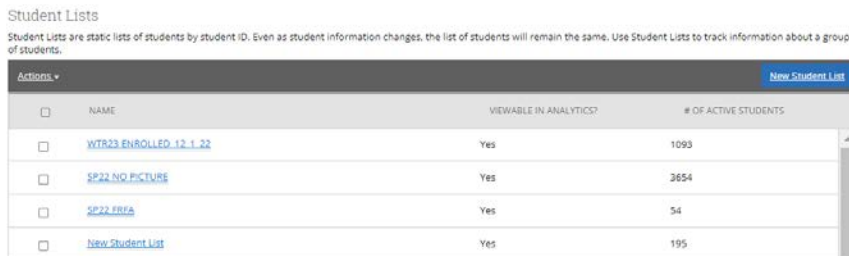 Student Lists
Student Lists are static lists of students by student ID. Even as student information changes, the list of students will remain the same. Use Student Lists to track information about a group
of students.
Actions
New Student List
NAME VIEWABLE IN ANALYTICS? # OF ACTIVE STUDENTS
WTR23 ENROLLED 12_1_22 Yes 1093
SP22 NO PICTURE Yes 3654
SP22 FRFA Yes 54
New Student List Yes 195